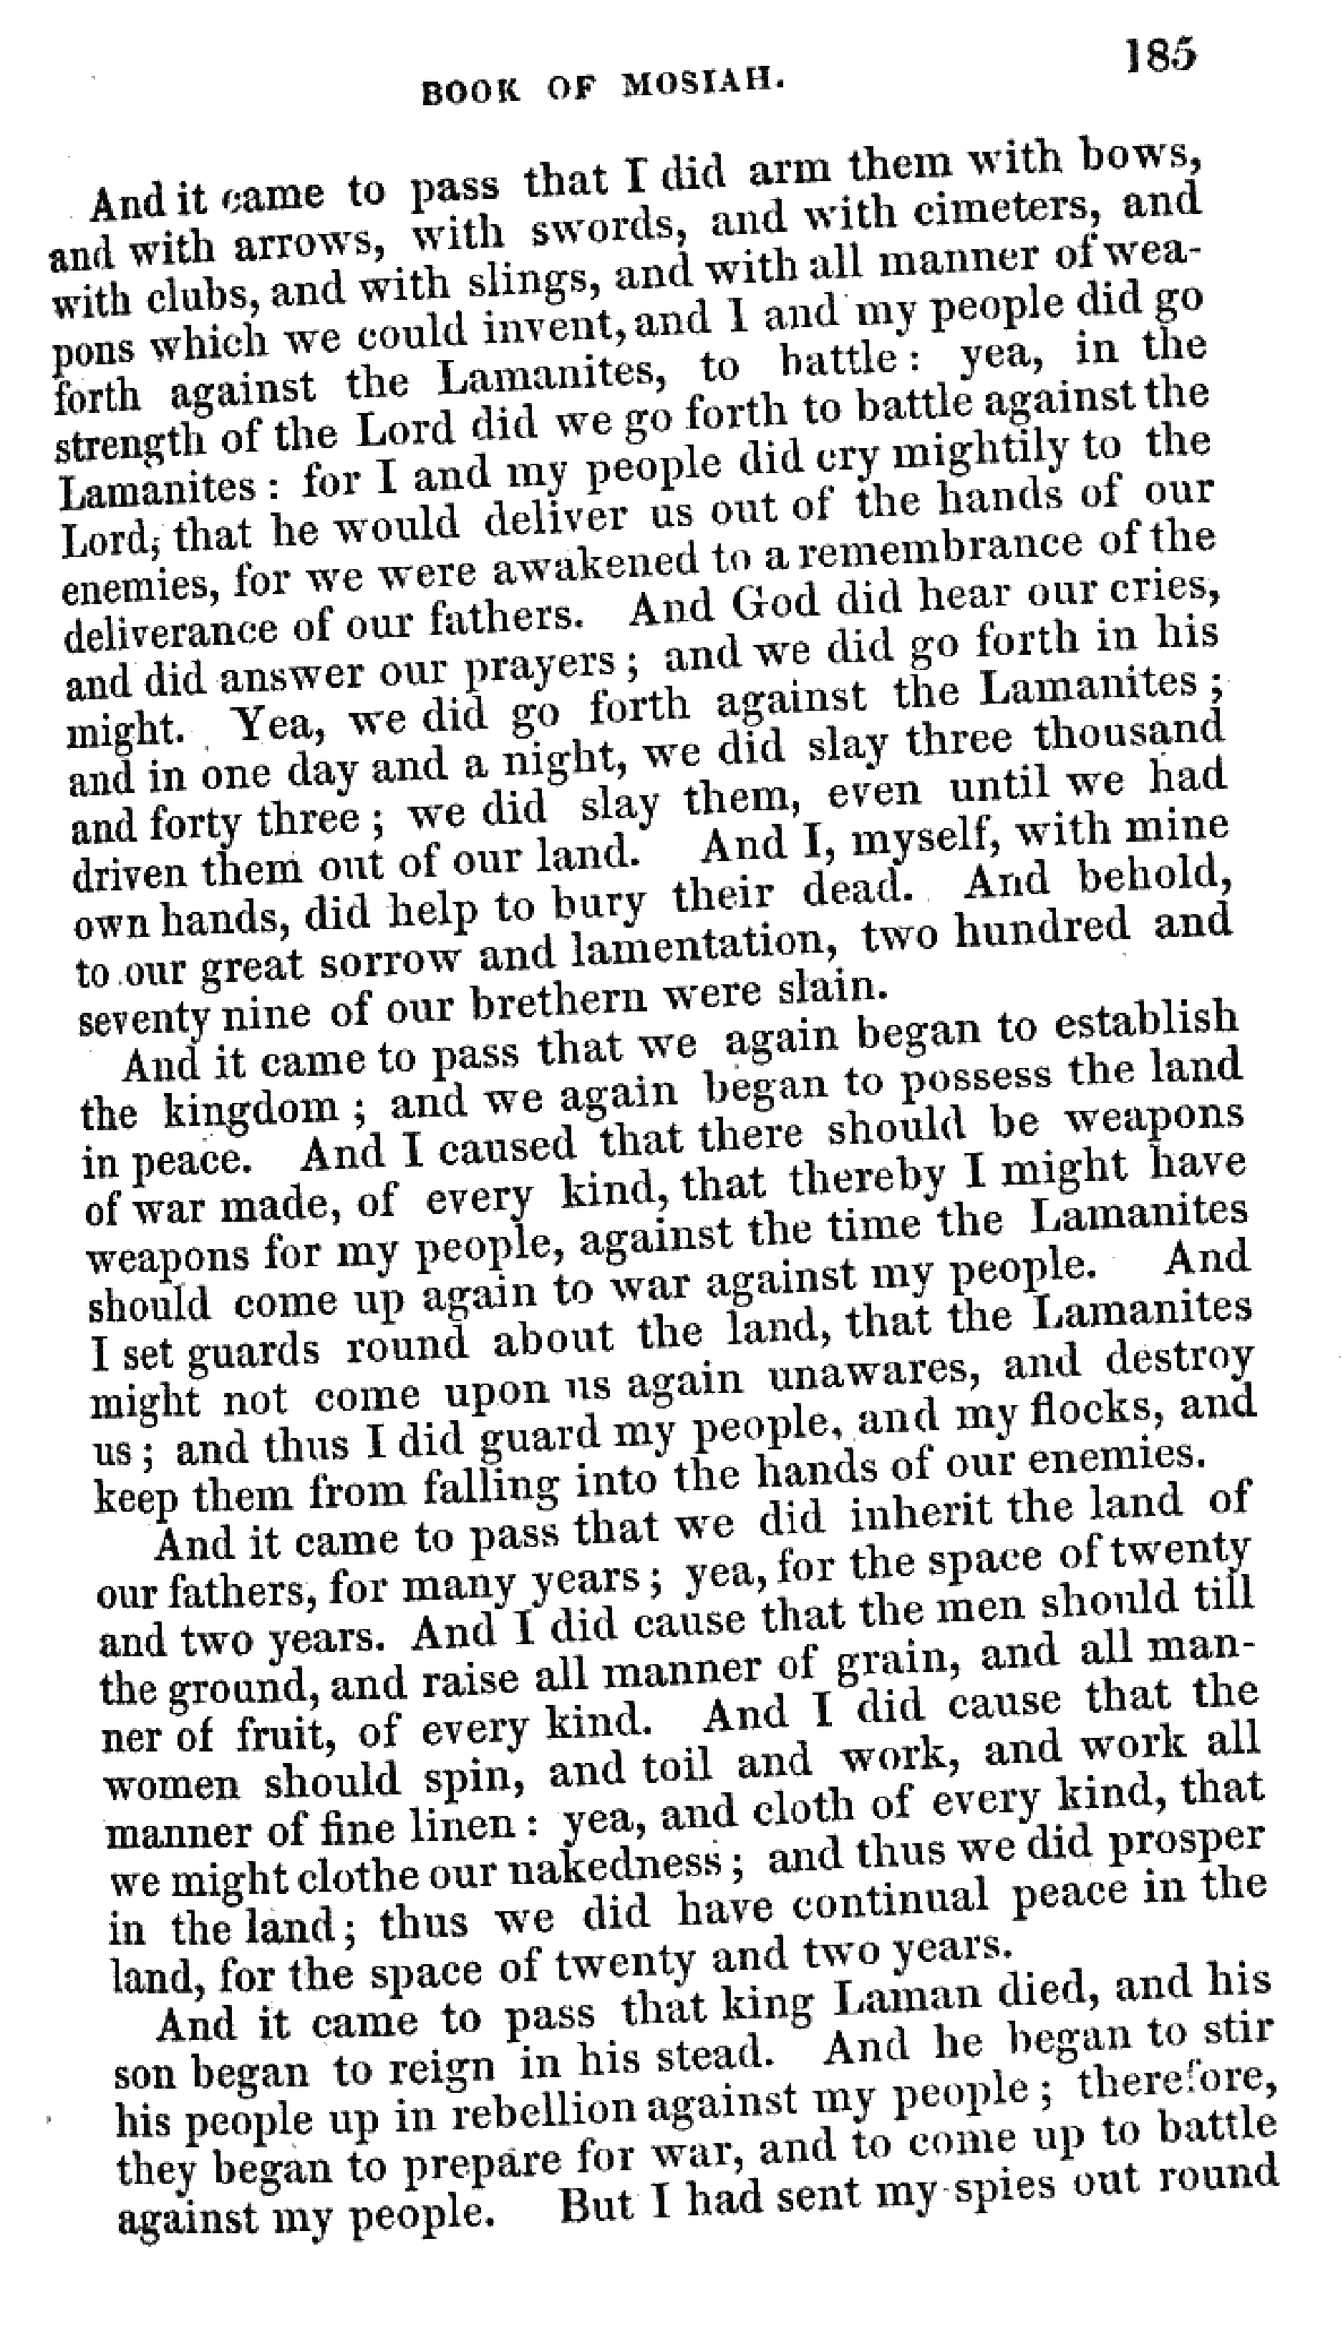 185
BOOK OF MOSIAH.
And it came to pass that I did arm them with bows,
and with arrows, with swords, and with cimeters, and
with clubs, and with slings, and with all manner of wea-
pons which we could invent, and I and my people did go
forth against the Lamanites, to battle: yea, in the
strength of the Lord did we go forth to battle against the
Lamanites: for I and my people did cry mightily to the
Lord, that he would deliver us out of the hands of our
enemies, for we were awakened to a remembrance of the
deliverance of our fathers. And God did hear our cries,
and did answer our prayers; and we did go forth in his
might. Yea, we did go forth against the Lamanites;
and in one day and a night, we did slay three thousand
and forty three; we did slay them, even until we had
driven them out of our land. And I, myself, with mine
own hands, did help to bury their dead. And behold,
to our great sorrow and lamentation, two hundred and
seventy nine of our brethern were slain.
And it came to pass that we again began to establish
the kingdom; and we again began to possess the land
in peace. And I caused that there should be weapons
of war made, of every kind, that thereby I might have
weapons for my people, against the time the Lamanites
should come up again to war against my people. And
I set guards round about the land, that the Lamanites
might not come upon us again unawares, and destroy
us; and thus I did guard my people, and my flocks, and
keep them from falling into the hands of our enemies.
And it came to pass that we did inherit the land of
our fathers, for many years; yea, for the space of twenty
and two years. And I did cause that the men should till
the ground, and raise all manner of grain, and all man-
ner of fruit, of every kind. And I did cause that the
women should spin, and toil and work, and work all
manner of fine linen: yea, and cloth of every kind, that
we might clothe our nakedness; and thus we did prosper
in the land; thus we did have continual peace in the
land, for the space of twenty and two years.
And it came to pass that king Laman died, and his
son began to reign in his stead. And he began to stir
his people up in rebellion against my people; therefore,
they began to prepare for war, and to come up to battle
against my people. But I had sent my spies out round